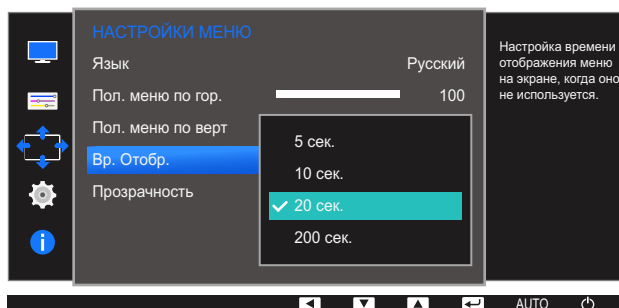 НАСТРОЙКИ МЕНЮ
Язык Русский
Пол. меню по гор. 100
Пол. меню по верт
Вр. Отобр.
Прозрачность
5 сек.
10 сек.
20 сек.
200 сек.
Настройка времени
отображения меню
на экране, когда оно
не используется.
AUTO